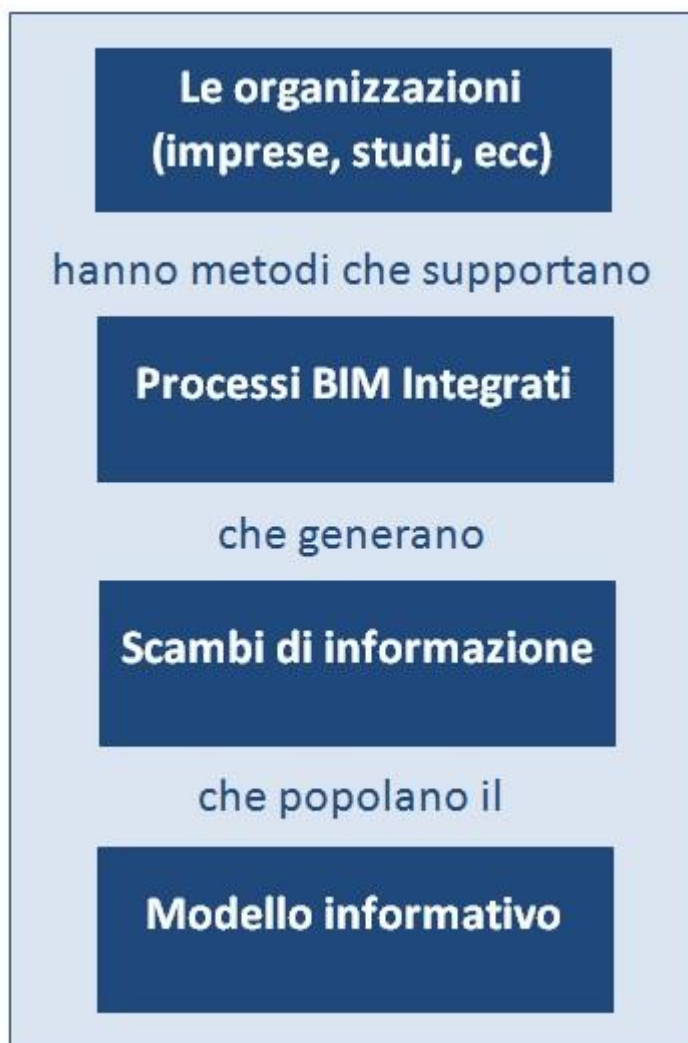 Le organizzazioni
(imprese, studi, ecc)
hanno metodi che supportano
Processi BIM Integrati
che generano
Scambi di informazione
che popolano il
Modello informativo